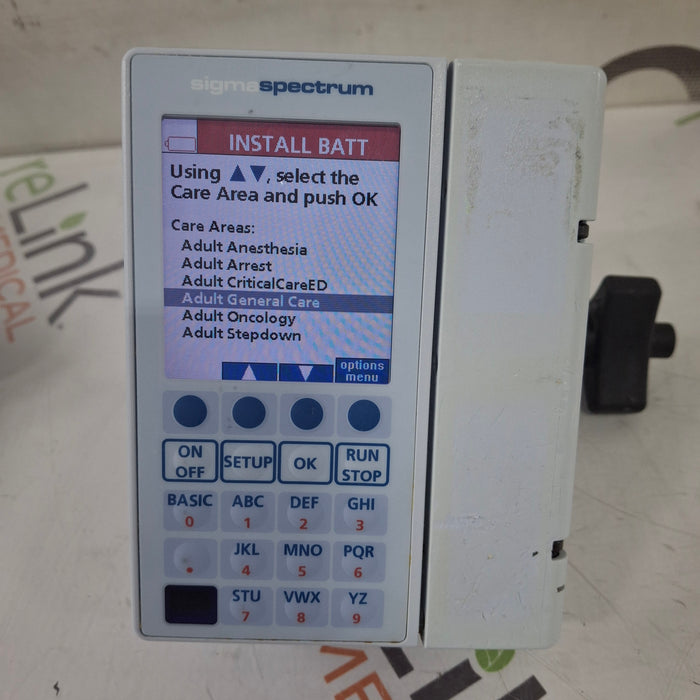 sigmaspectrum
INSTALL BATT
Using ▲▼, select the
Care Area and push OK
Care Areas:
Adult Anesthesia
Adult Arrest
Adult CriticalCareED
Adult General Care
Adult Oncology
Adult Stepdown
options
menu
ON
OFF
SETUP
OK
RUN
STOP
BASIC
0
ABC
1
DEF
2
GHI
3
.
JKL
4
MNO
5
PQR
6
STU
7
VWX
8
YZ
9
reLink
MEDICAL